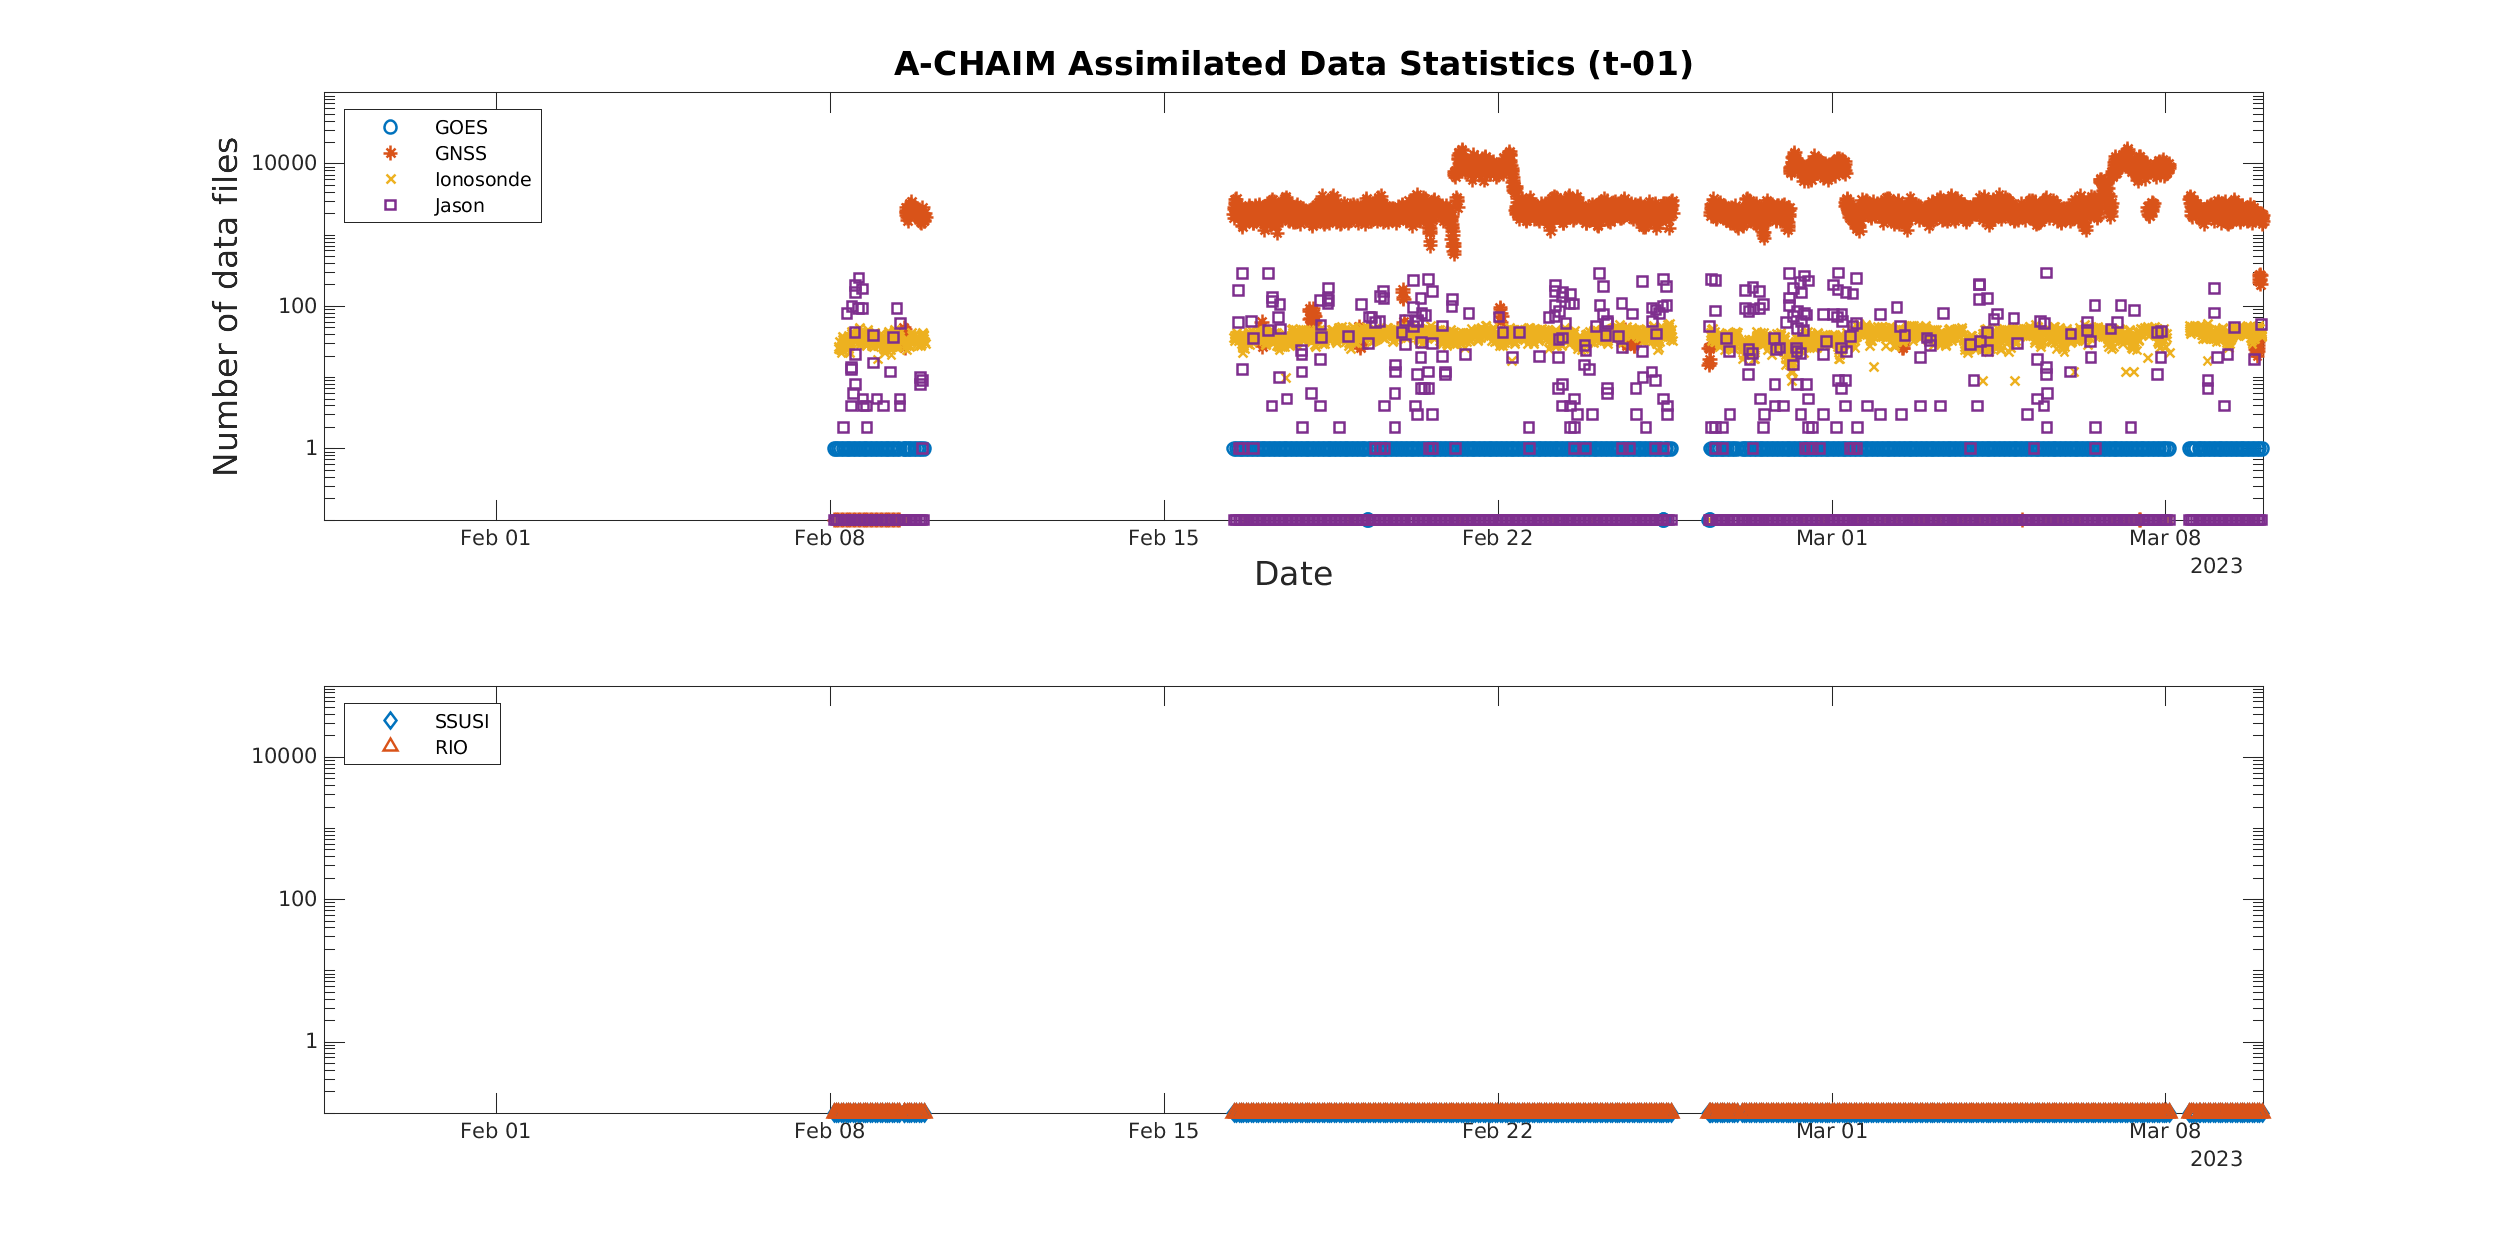 A-CHAIM Assimilated Data Statistics (t-01)
GOES
GNSS
Ionosonde
Jason
Number of data files
10000
100
1
Feb 01
Feb 08
Feb 15
Feb 22
Mar 01
Mar 08
2023
Date
SSUSI
RIO
10000
100
1
Feb 01
Feb 08
Feb 15
Feb 22
Mar 01
Mar 08
2023